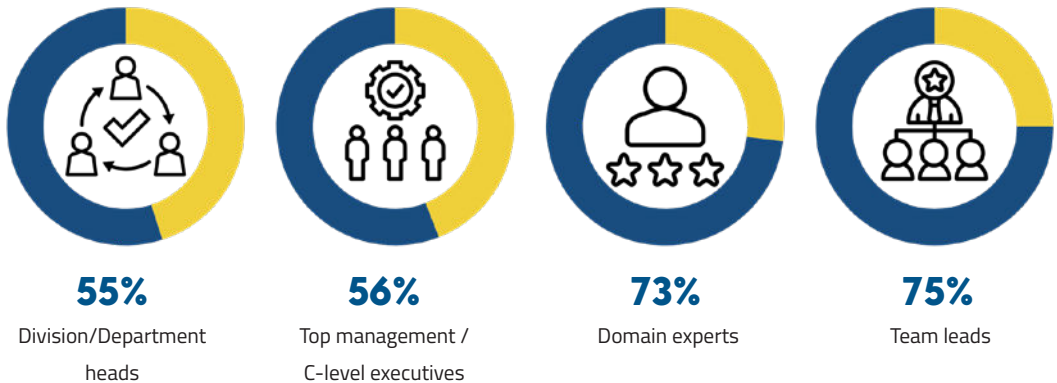 55%
Division/Department
heads
56%
Top management /
C-level executives
73%
Domain experts
75%
Team leads